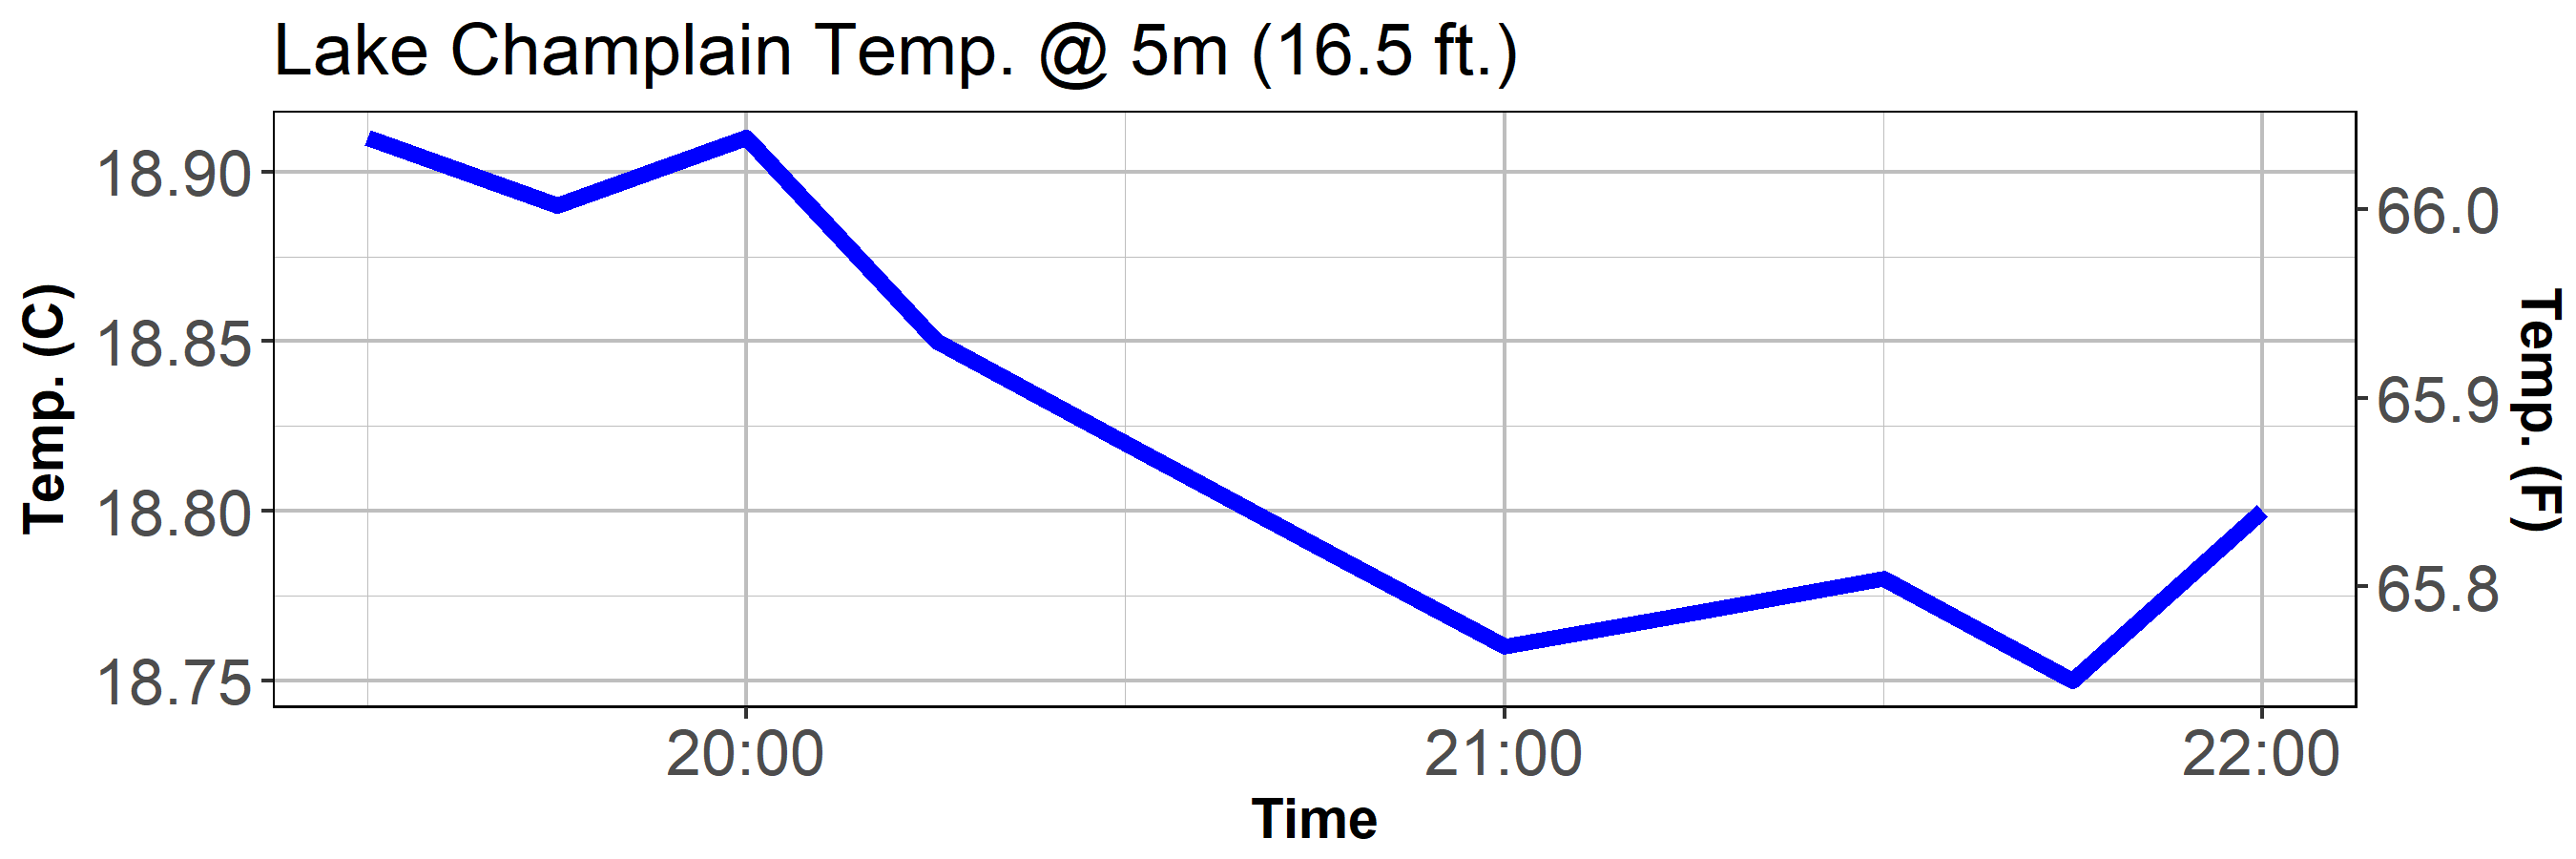 Lake Champlain Temp. @ 5m (16.5 ft.)
Temp. (C)
18.90
18.85
18.80
18.75
66.0
65.9
65.8
Temp. (F)
20:00 21:00 22:00
Time